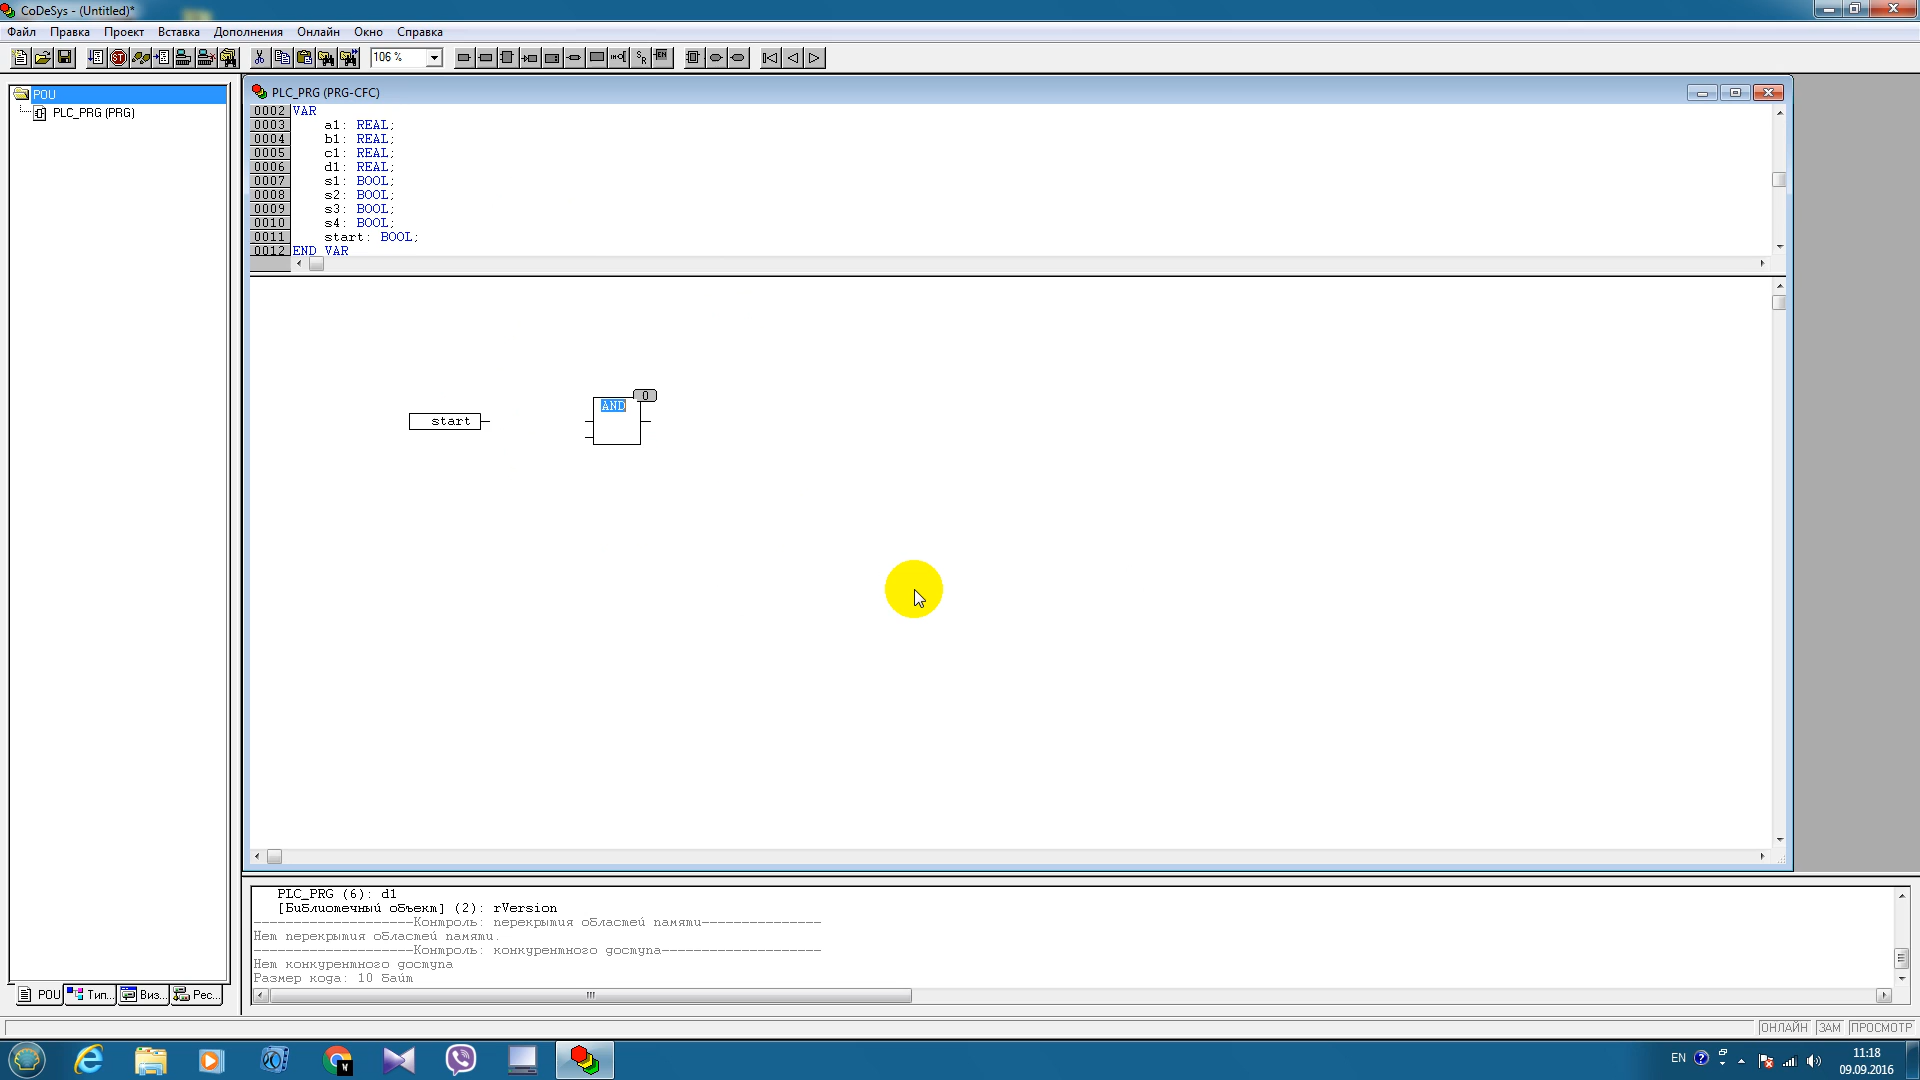 CoDeSys - (Untitled)*
Файл Правка Проект Вставка Дополнения Онлайн Окно Справка
106 %
POU
PLC_PRG (PRG)
PLC_PRG (PRG-CFC)
0002 VAR
0003 a1: REAL;
0004 b1: REAL;
0005 c1: REAL;
0006 d1: REAL;
0007 s1: BOOL;
0008 s2: BOOL;
0009 s3: BOOL;
0010 s4: BOOL;
0011 start: BOOL;
0012 END_VAR
0
AND
start
PLC_PRG (6): d1
[Библиотечный объект] (2): rVersion
--------------------Контроль: перекрытия областей памяти---------------
Нет перекрытия областей памяти.
--------------------Контроль: конкурентного доступа--------------------
Нет конкурентного доступа
Размер кода: 10 байт
POU Тип... Виз... Рес...
ОНЛАЙН ЗАМ ПРОСМОТР
EN
11:18
09.09.2016